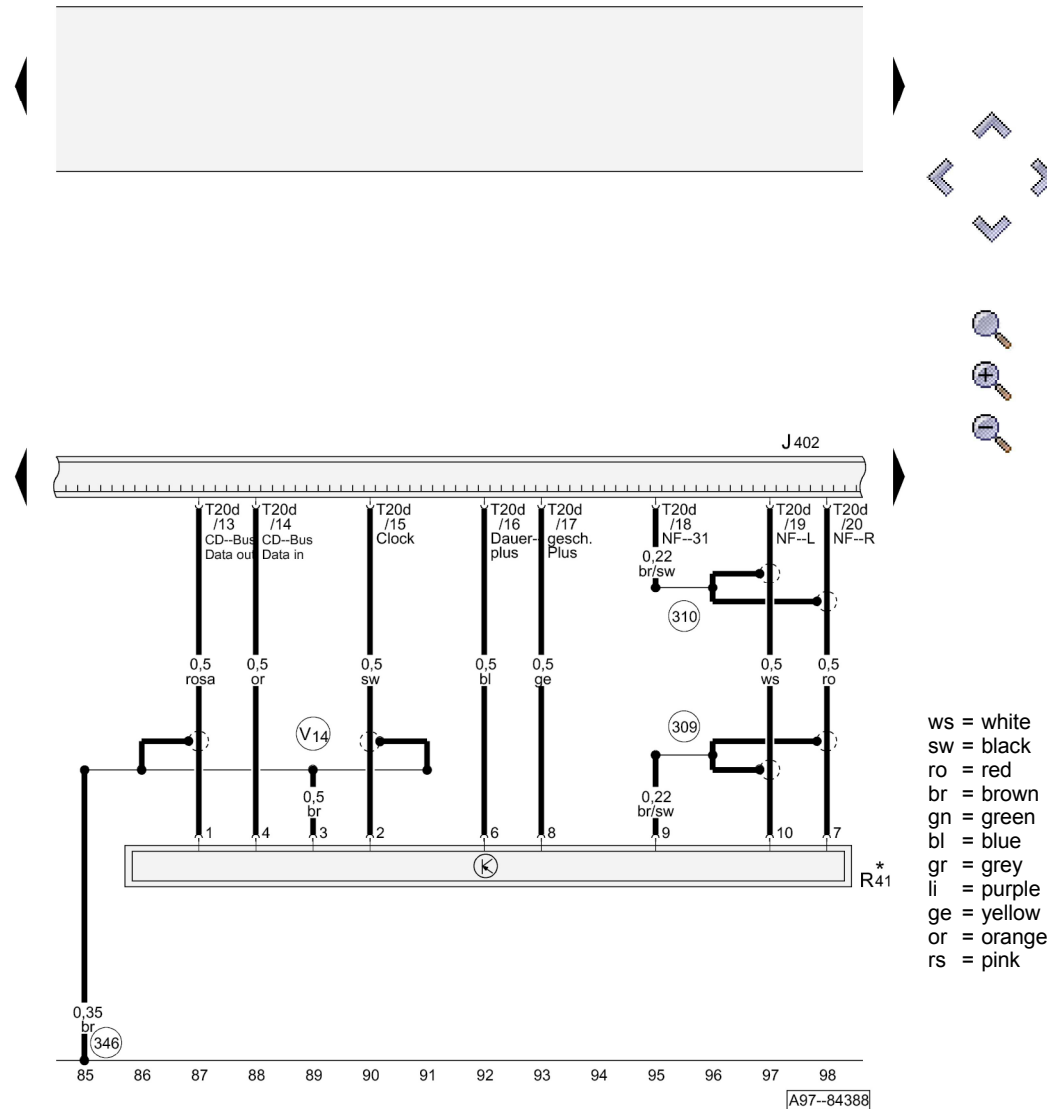 J 402
T20d T20d T20d T20d T20d T20d T20d T20d
/13 /14 /15 /16 /17 /18 /19 /20
CD--Bus CD--Bus Clock Dauer-- gesch. NF--31 NF--L NF--R
Data out Data in plus Plus
0,22
br/sw
310
0,5 0,5 0,5 0,5 0,5 0,5 0,5
rosa or sw bl ge ws ro
V14 309
0,5 0,22
br br/sw
1 4 3 2 6 8 9 10 7
R41 *
0,35
br
346
85 86 87 88 89 90 91 92 93 94 95 96 97 98
A97--84388
ws = white
sw = black
ro = red
br = brown
gn = green
bl = blue
gr = grey
li = purple
ge = yellow
or = orange
rs = pink